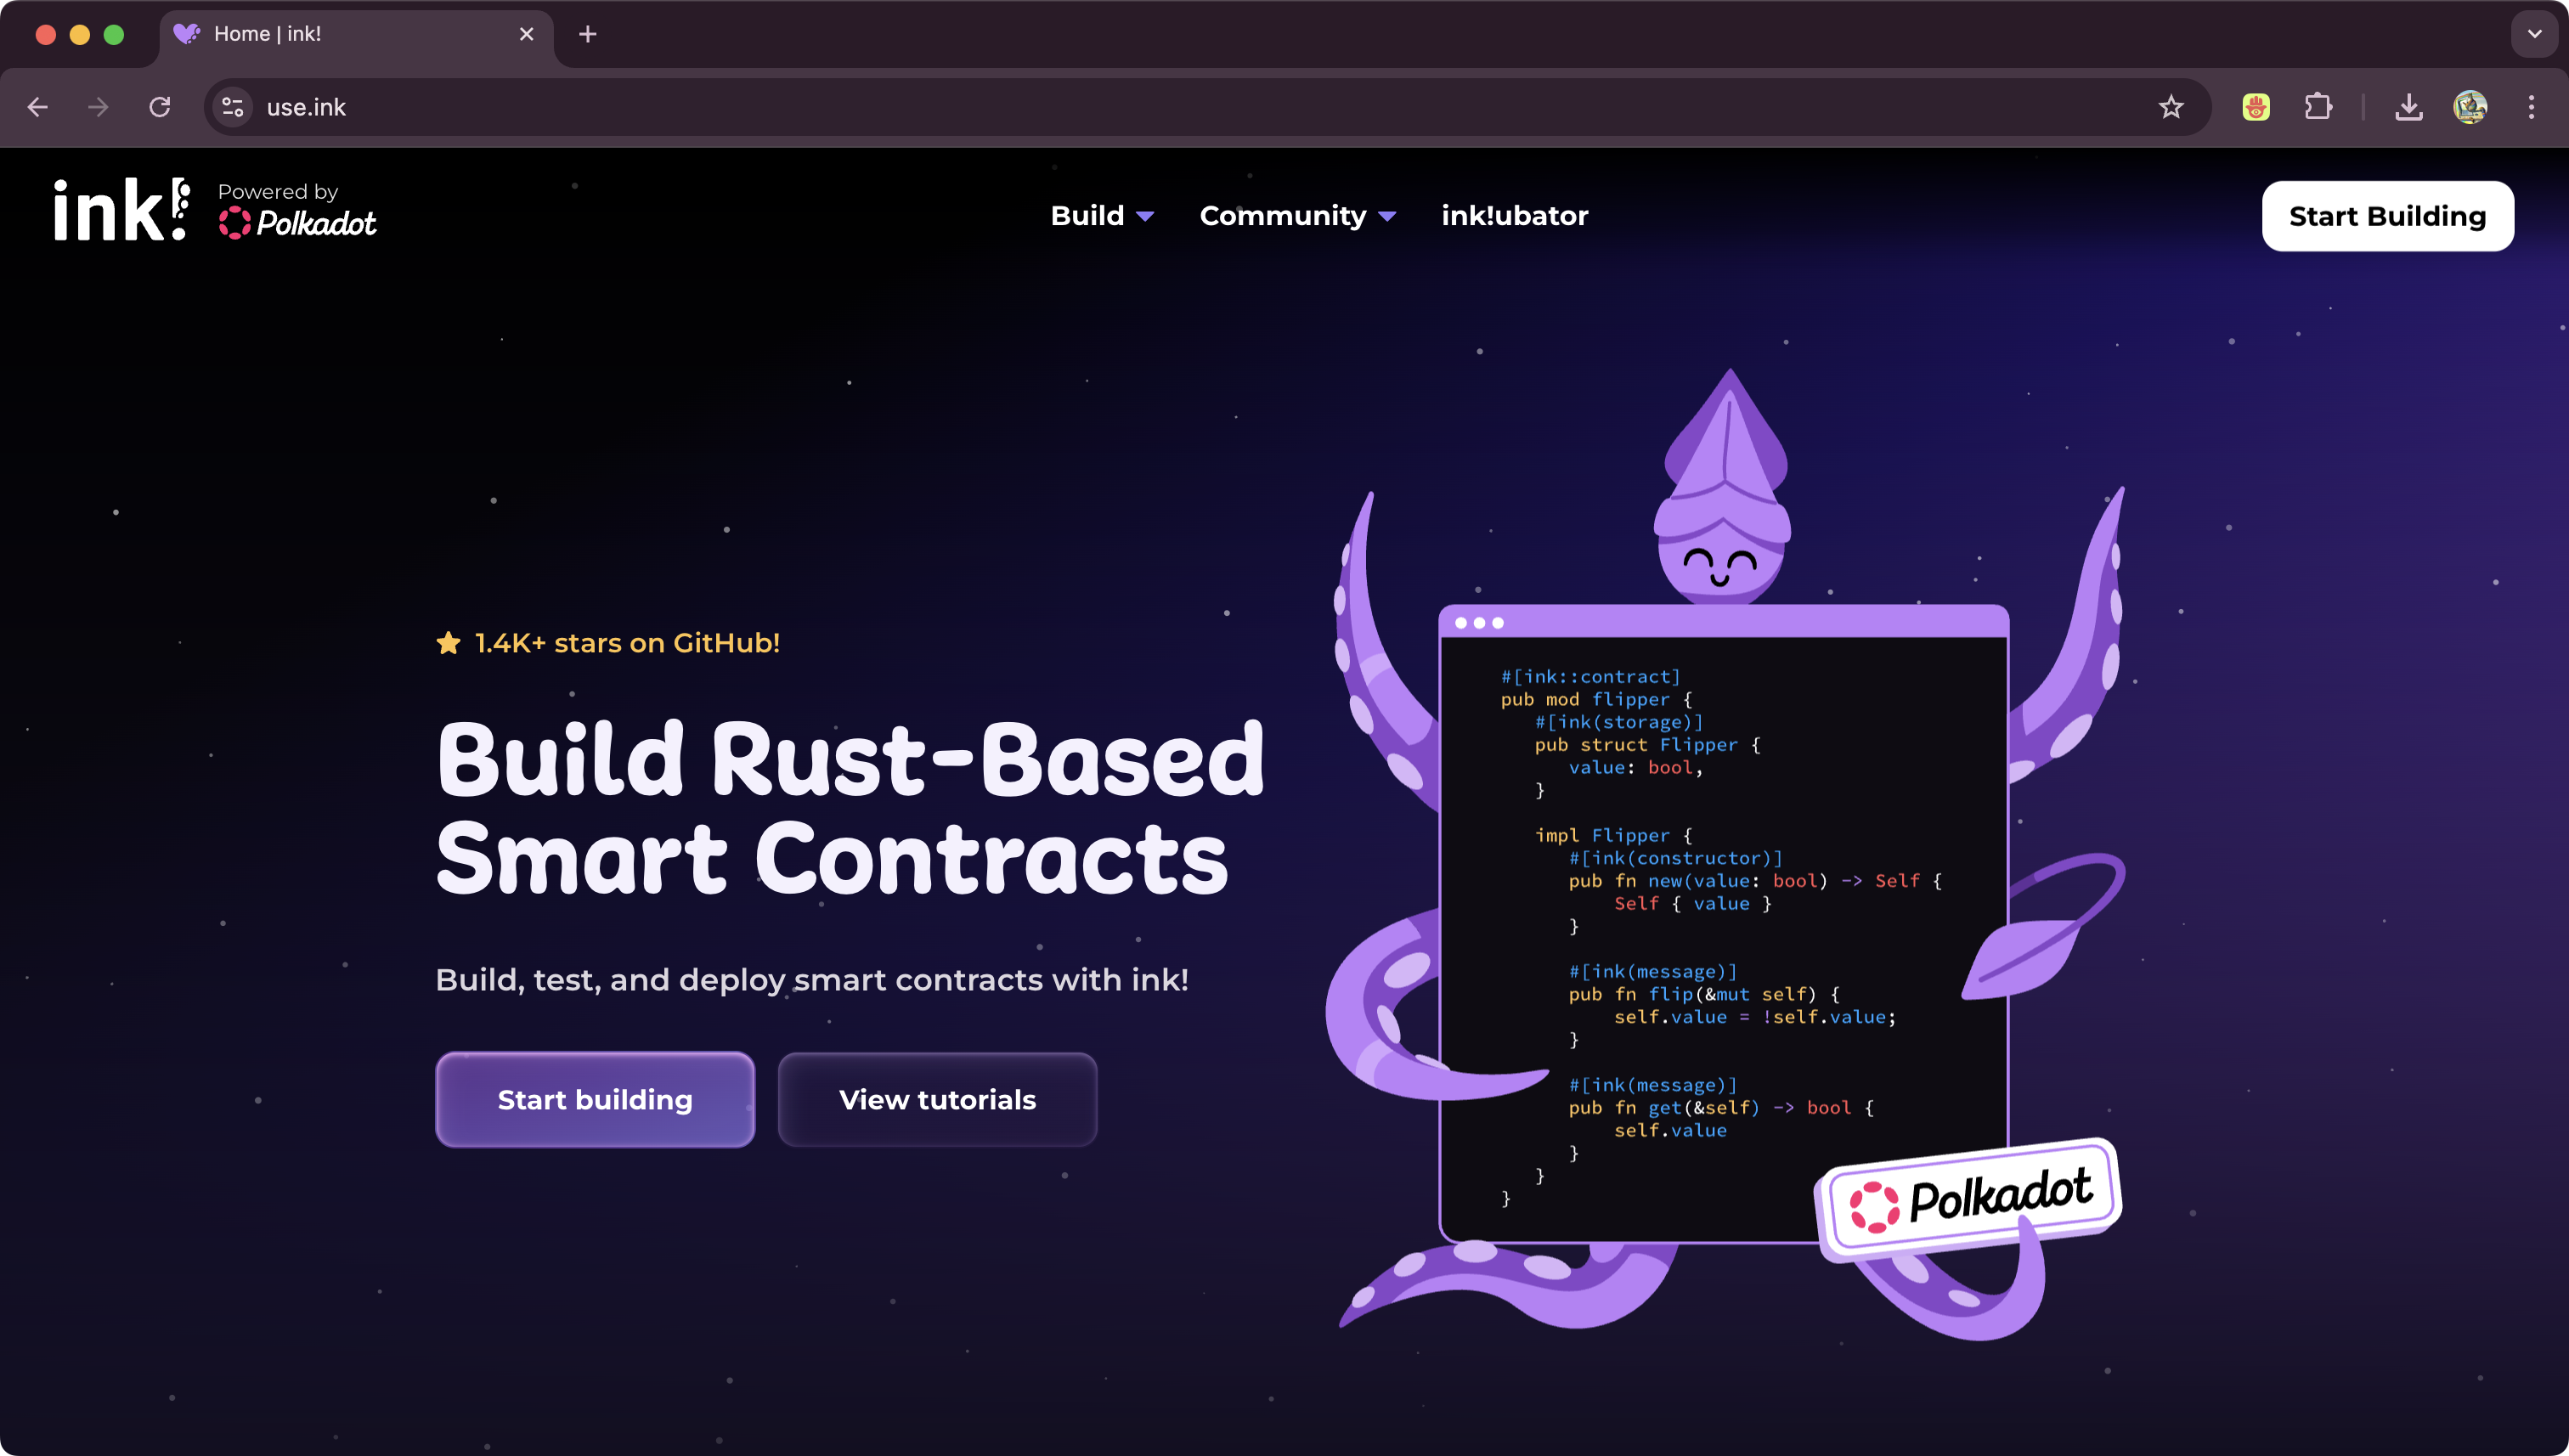 Home | ink!
use.ink
ink!
Powered by
Polkadot
Build
Community
ink!ubator
Start Building
1.4K+ stars on GitHub!
Build Rust-Based
Smart Contracts
Build, test, and deploy smart contracts with ink!
Start building
View tutorials
#[ink::contract]
pub mod flipper {
#[ink(storage)]
pub struct Flipper {
value: bool,
}
impl Flipper {
#[ink(constructor)]
pub fn new(value: bool) -> Self {
Self { value }
}
#[ink(message)]
pub fn flip(&mut self) {
self.value = !self.value;
}
#[ink(message)]
pub fn get(&self) -> bool {
self.value
}
}
}
Polkadot